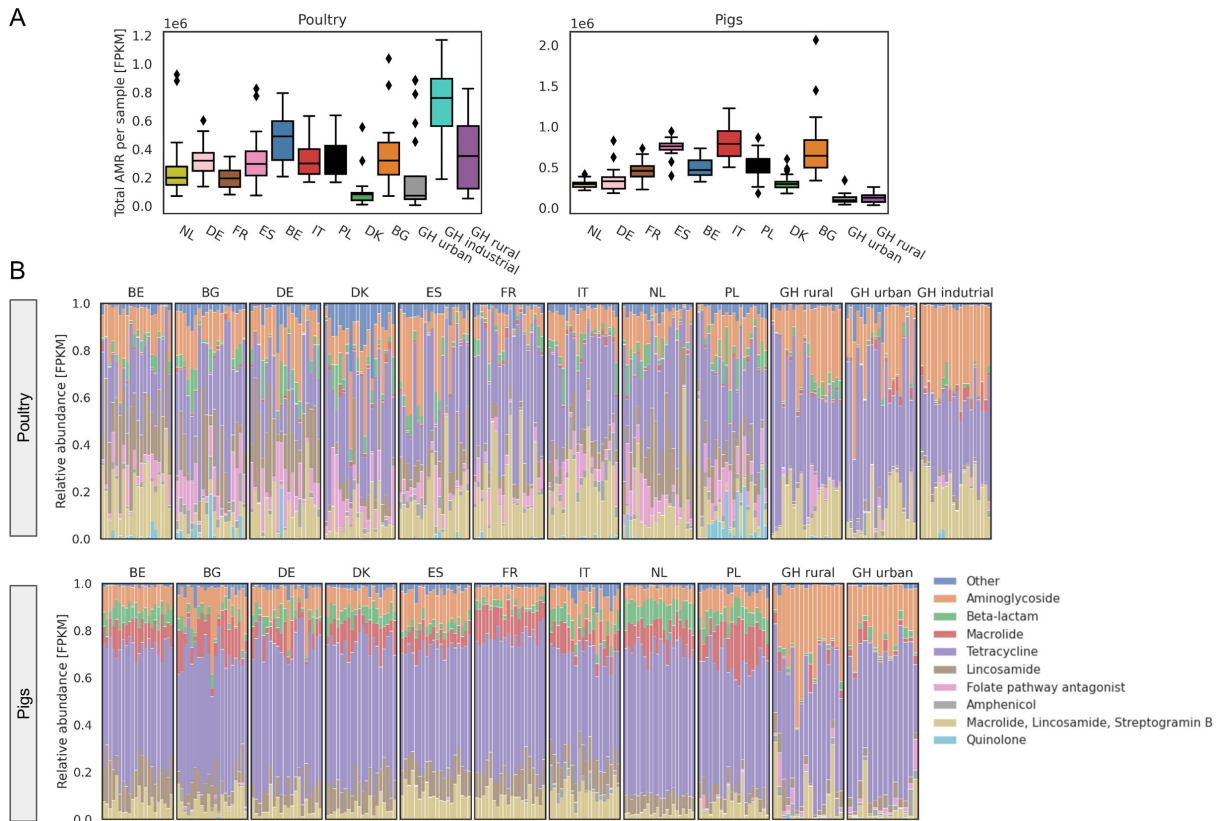 A
Poultry
Pigs
1e6
1e6
Total AMR per sample [FPKM]
1.2
1.0
0.8
0.6
0.4
0.2
0.0
2.0
1.5
1.0
0.5
0.0
NL
DE
FR
ES
BE
IT
PL
DK
BG
GH urban
GH industrial
GH rural
NL
DE
FR
ES
BE
IT
PL
DK
BG
GH urban
GH rural
B
BE BG DE DK ES FR IT NL PL GH rural GH urban GH indutrial
Poultry
Relative abundance [FPKM]
1.0
0.8
0.6
0.4
0.2
0.0
BE BG DE DK ES FR IT NL PL GH rural GH urban
Pigs
Relative abundance [FPKM]
1.0
0.8
0.6
0.4
0.2
0.0
Other
Aminoglycoside
Beta-lactam
Macrolide
Tetracycline
Lincosamide
Folate pathway antagonist
Amphenicol
Macrolide, Lincosamide, Streptogramin B
Quinolone